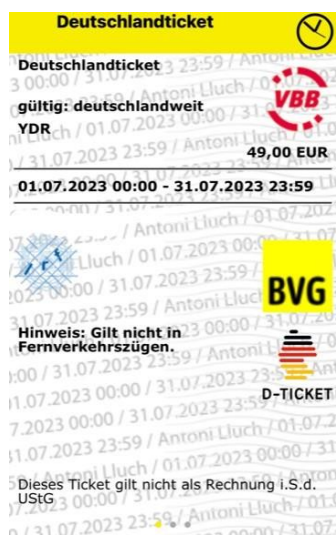 Deutschlandticket
Deutschlandticket
gültig: deutschlandweit
YDR
VBB
49,00 EUR
01.07.2023 00:00 - 31.07.2023 23:59
BVG
Hinweis: Gilt nicht in
Fernverkehrszügen.
D-TICKET
Dieses Ticket gilt nicht als Rechnung i.S.d.
UStG